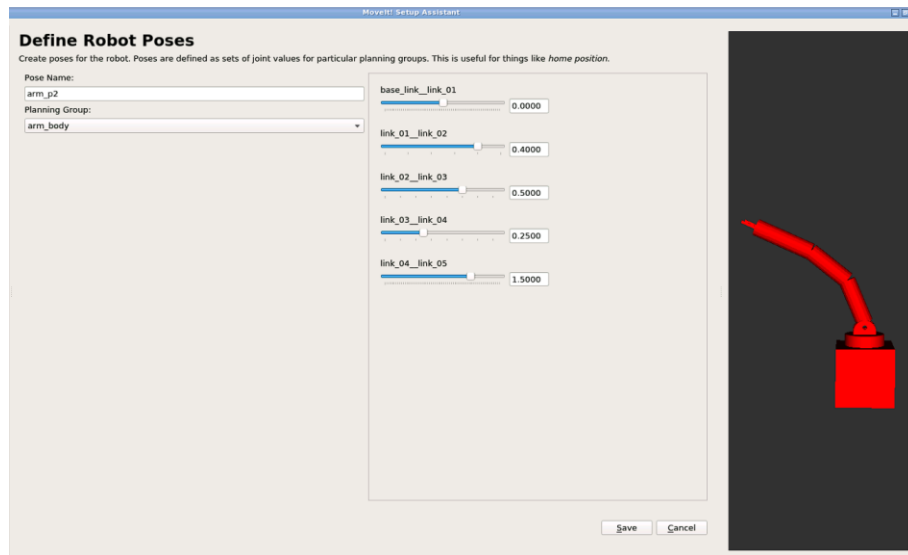 MoveIt! Setup Assistant
Define Robot Poses
Create poses for the robot. Poses are defined as sets of joint values for particular planning groups. This is useful for things like home position.
Pose Name:
arm_p2
Planning Group:
arm_body
base_link__link_01
0.0000
link_01__link_02
0.4000
link_02__link_03
0.5000
link_03__link_04
0.2500
link_04__link_05
1.5000
Save
Cancel